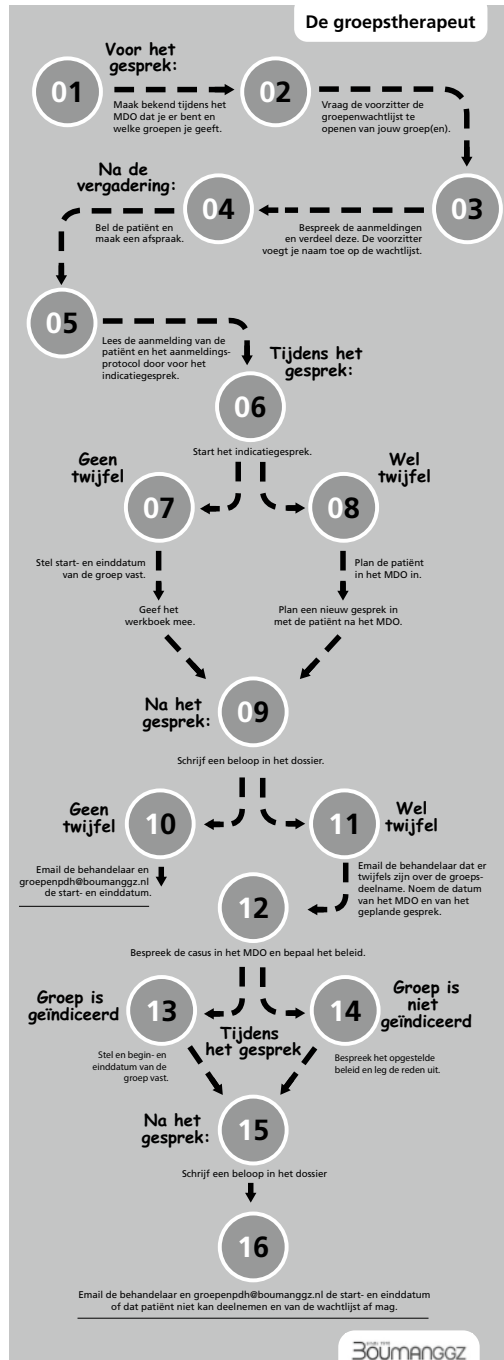 De groepstherapeut
Voor het
gesprek:
01
02
Maak bekend tijdens het
MDO dat je er bent en
welke groepen je geeft.
Vraag de voorzitter de
groepenwachtlijst te
openen van jouw groep(en).
03
Bespreek de aanmeldingen
en verdeel deze. De voorzitter
voegt je naam toe op de wachtlijst.
Na de
vergadering:
04
Bel de patiënt en
maak een afspraak.
05
Lees de aanmelding van de
patiënt en het aanmeldings-
protocol door voor het
indicatiegesprek.
Tijdens het
gesprek:
06
Start het indicatiegesprek.
Geen
twijfel
07
Stel start- en einddatum
van de groep vast.
Geef het
werkboek mee.
Wel
twijfel
08
Plan de patiënt
in het MDO in.
Plan een nieuw gesprek in
met de patiënt na het MDO.
Na het
gesprek:
09
Schrijf een beloop in het dossier.
Geen
twijfel
10
Email de behandelaar en
groepenpdh@boumanggz.nl
de start- en einddatum.
Wel
twijfel
11
Email de behandelaar dat er
twijfels zijn over de groeps-
deelname. Noem de datum
van het MDO en van het
geplande gesprek.
12
Bespreek de casus in het MDO en bepaal het beleid.
Groep is
geïndiceerd
13
Stel en begin- en
einddatum van de
groep vast.
Tijdens
het gesprek
Groep is
niet
geïndiceerd
14
Bespreek het opgestelde
beleid en leg de reden uit.
Na het
gesprek:
15
Schrijf een beloop in het dossier
16
Email de behandelaar en groepenpdh@boumanggz.nl de start- en einddatum
of dat patiënt niet kan deelnemen en van de wachtlijst af mag.
BOUMANGGZ